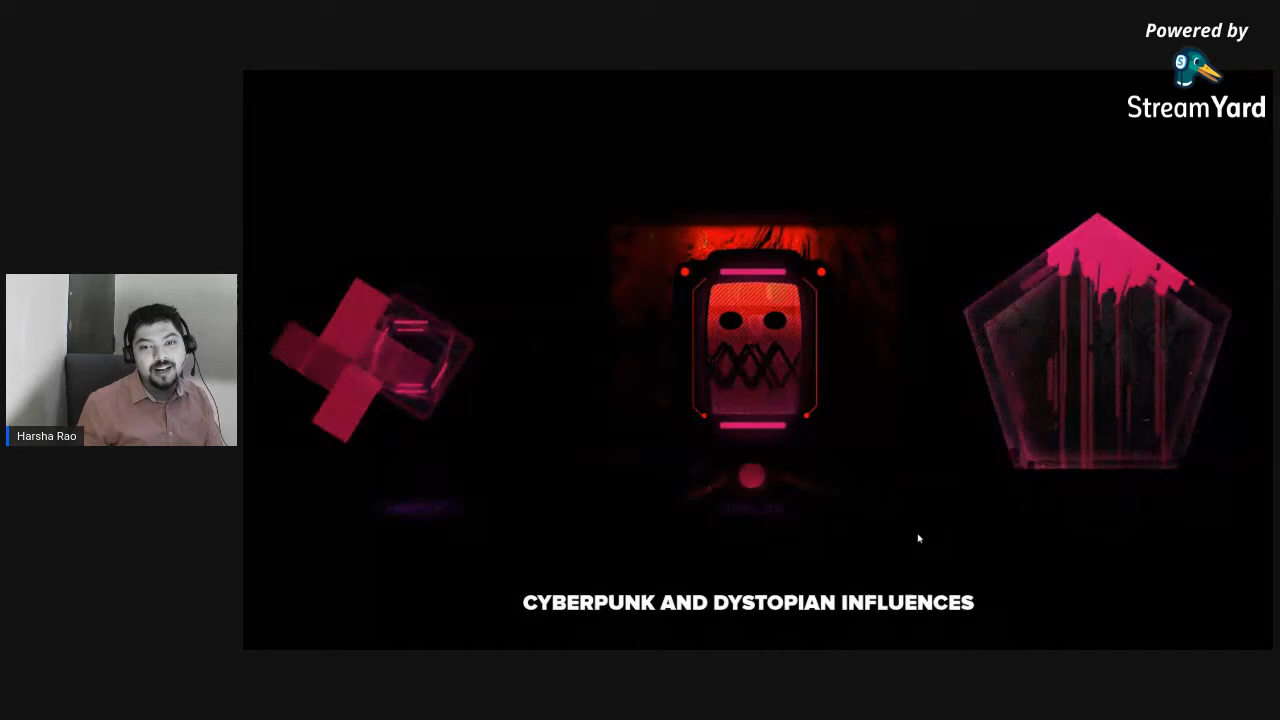 Powered by
StreamYard
Harsha Rao
CYBERPUNK AND DYSTOPIAN INFLUENCES